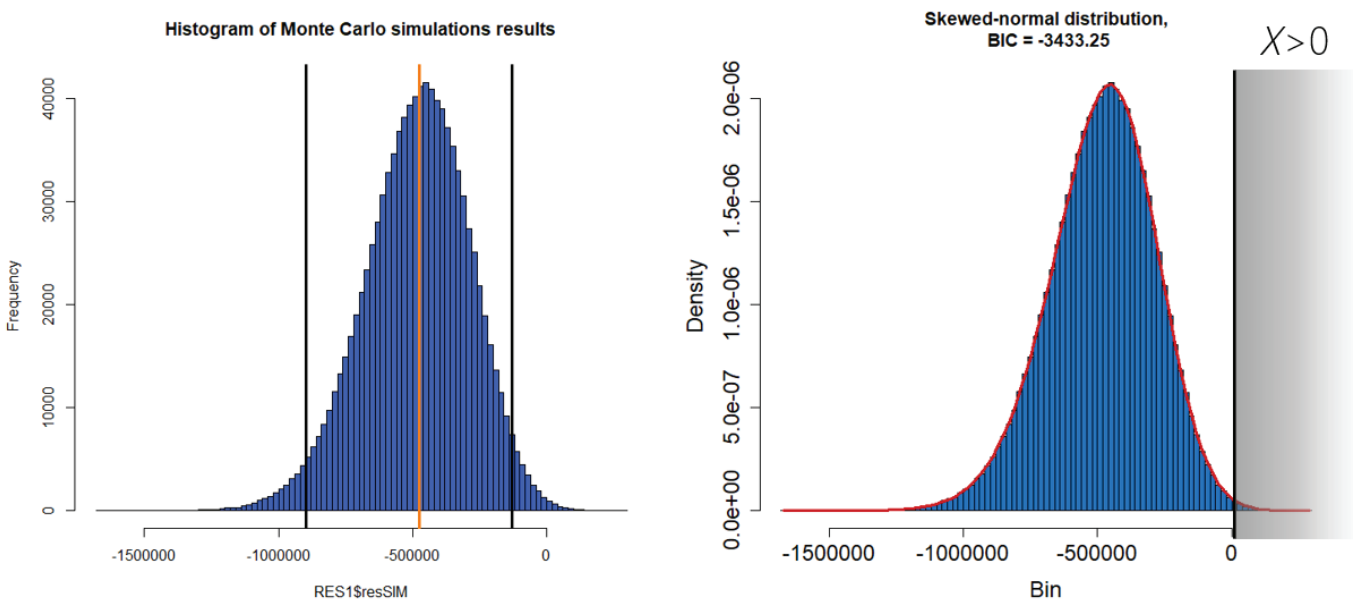 Histogram of Monte Carlo simulations results
Frequency
40000
30000
20000
10000
0
-1500000 -1000000 -500000 0
RES1$resSIM
Skewed-normal distribution,
BIC = -3433.25
X>0
Density
2.0e-06
1.5e-06
1.0e-06
5.0e-07
0.0e+00
-1500000 -1000000 -500000 0
Bin